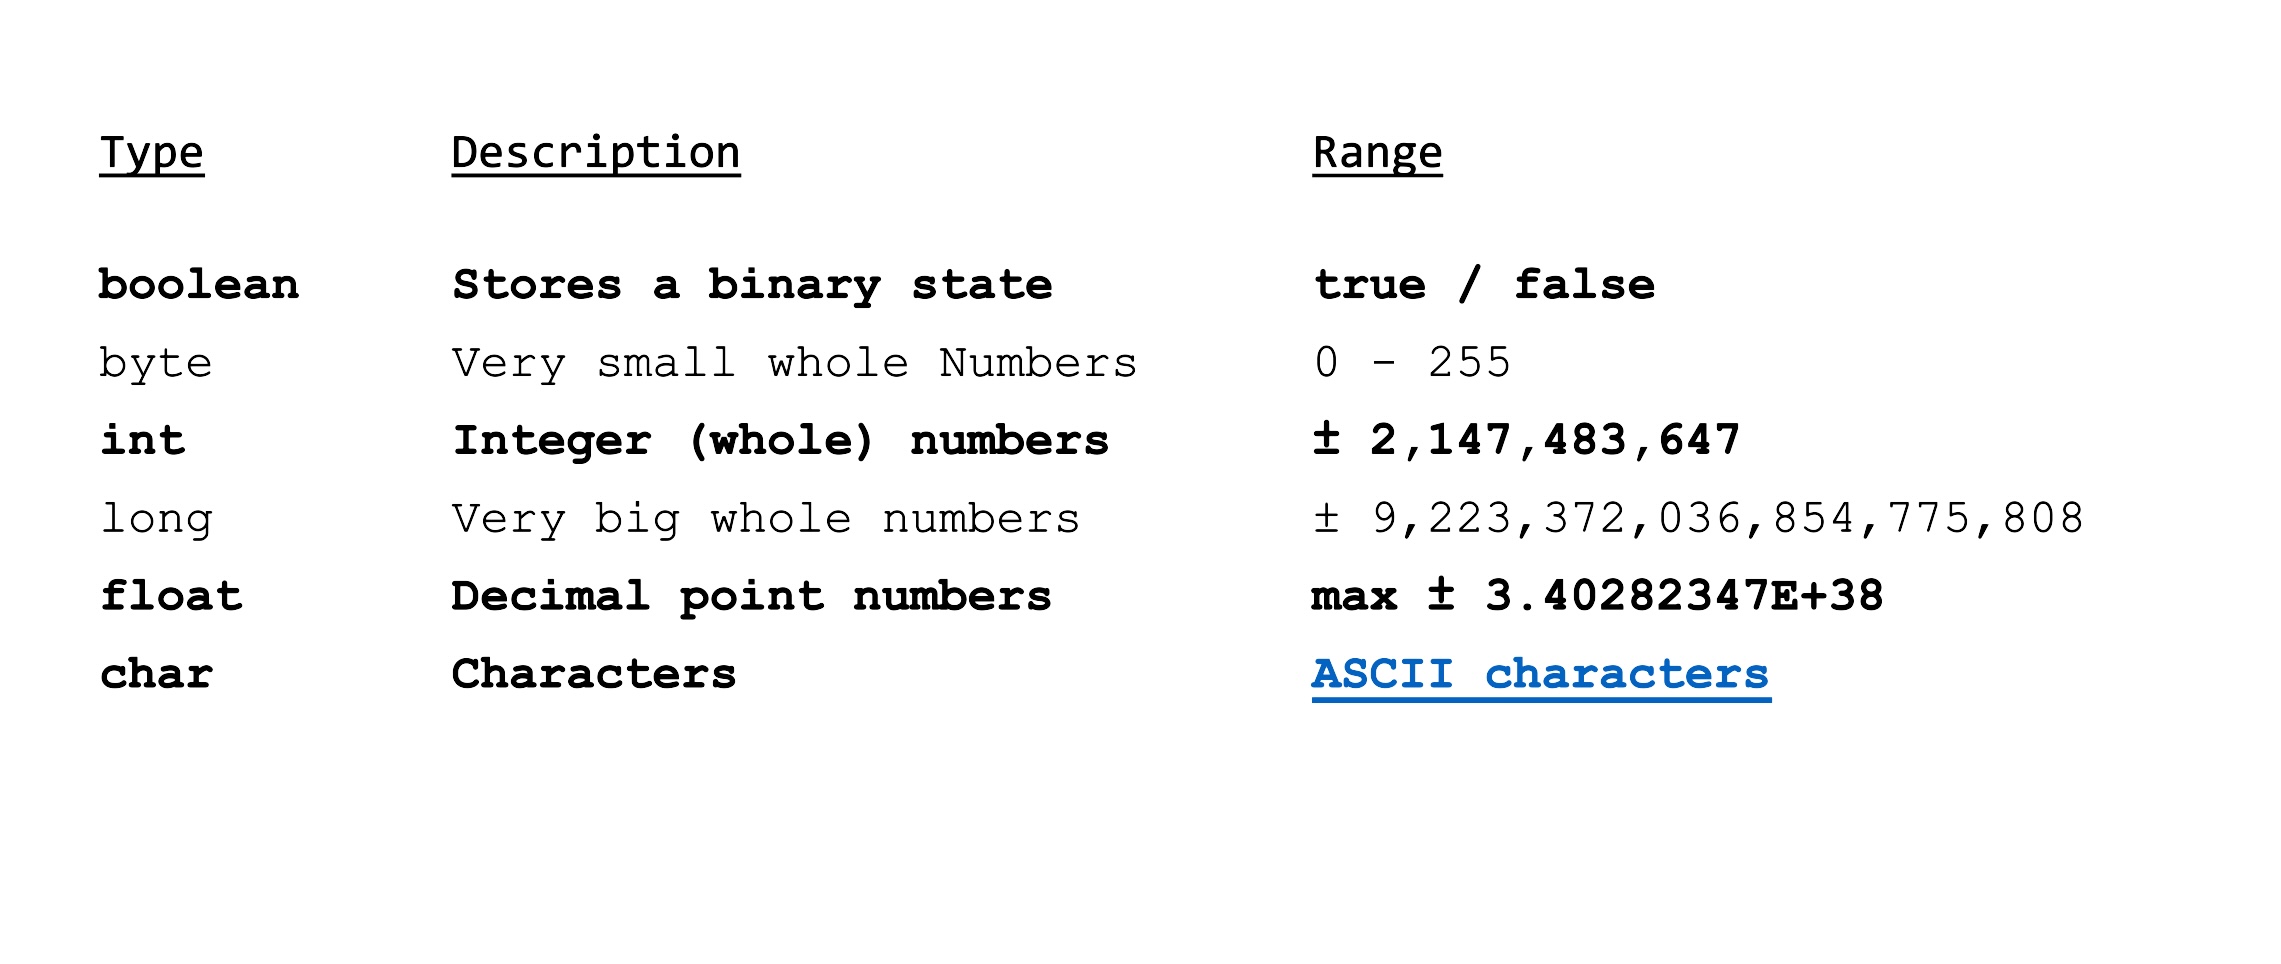 Type Description Range
boolean Stores a binary state true / false
byte Very small whole Numbers 0 - 255
int Integer (whole) numbers ± 2,147,483,647
long Very big whole numbers ± 9,223,372,036,854,775,808
float Decimal point numbers max ± 3.40282347E+38
char Characters ASCII characters